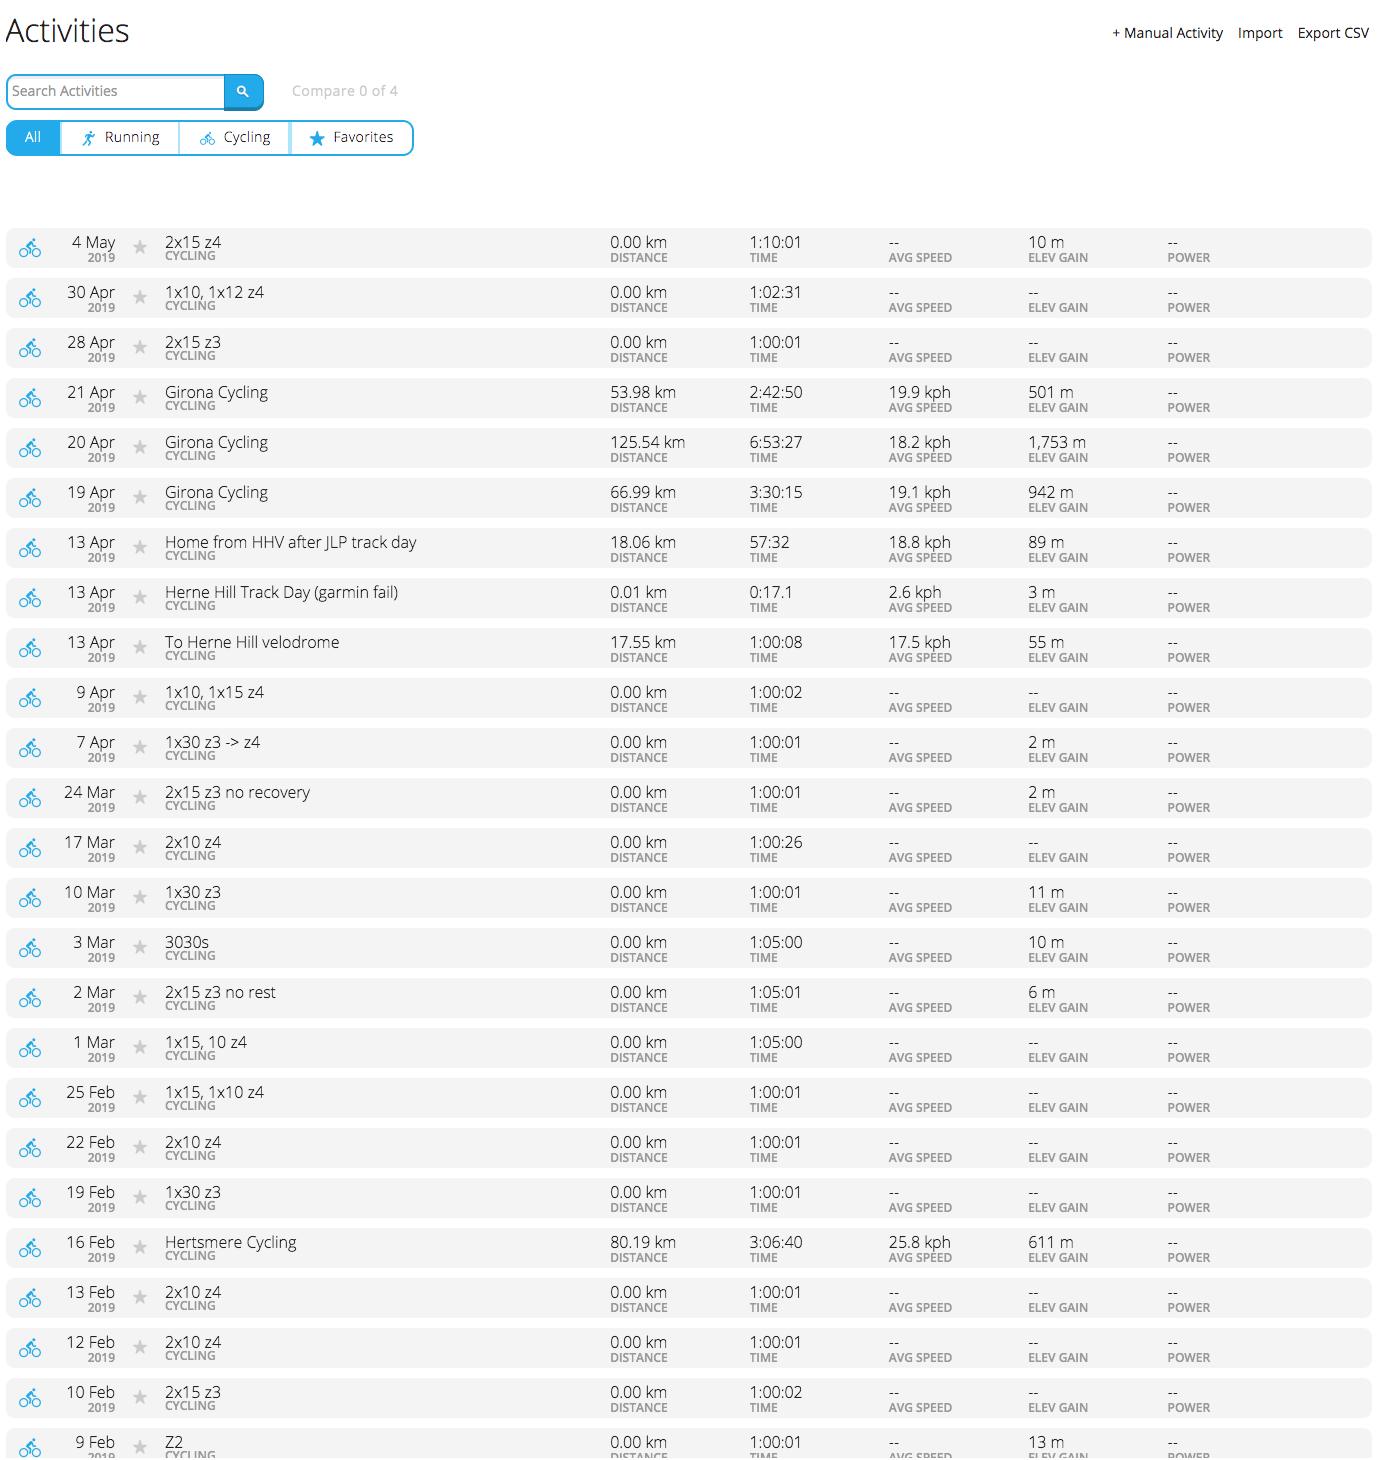 Activities
+ Manual Activity Import Export CSV
Search Activities
Compare 0 of 4
All Running Cycling Favorites
4 May 2x15 z4 0.00 km 1:10:01 -- 10 m --
2019 CYCLING DISTANCE TIME AVG SPEED ELEV GAIN POWER
30 Apr 1x10, 1x12 z4 0.00 km 1:02:31 -- -- --
2019 CYCLING DISTANCE TIME AVG SPEED ELEV GAIN POWER
28 Apr 2x15 z3 0.00 km 1:00:01 -- -- --
2019 CYCLING DISTANCE TIME AVG SPEED ELEV GAIN POWER
21 Apr Girona Cycling 53.98 km 2:42:50 19.9 kph 501 m --
2019 CYCLING DISTANCE TIME AVG SPEED ELEV GAIN POWER
20 Apr Girona Cycling 125.54 km 6:53:27 18.2 kph 1,753 m --
2019 CYCLING DISTANCE TIME AVG SPEED ELEV GAIN POWER
19 Apr Girona Cycling 66.99 km 3:30:15 19.1 kph 942 m --
2019 CYCLING DISTANCE TIME AVG SPEED ELEV GAIN POWER
13 Apr Home from HHV after JLP track day 18.06 km 57:32 18.8 kph 89 m --
2019 CYCLING DISTANCE TIME AVG SPEED ELEV GAIN POWER
13 Apr Herne Hill Track Day (garmin fail) 0.01 km 0:17.1 2.6 kph 3 m --
2019 CYCLING DISTANCE TIME AVG SPEED ELEV GAIN POWER
13 Apr To Herne Hill velodrome 17.55 km 1:00:08 17.5 kph 55 m --
2019 CYCLING DISTANCE TIME AVG SPEED ELEV GAIN POWER
9 Apr 1x10, 1x15 z4 0.00 km 1:00:02 -- -- --
2019 CYCLING DISTANCE TIME AVG SPEED ELEV GAIN POWER
7 Apr 1x30 z3 -> z4 0.00 km 1:00:01 -- 2 m --
2019 CYCLING DISTANCE TIME AVG SPEED ELEV GAIN POWER
24 Mar 2x15 z3 no recovery 0.00 km 1:00:01 -- 2 m --
2019 CYCLING DISTANCE TIME AVG SPEED ELEV GAIN POWER
17 Mar 2x10 z4 0.00 km 1:00:26 -- -- --
2019 CYCLING DISTANCE TIME AVG SPEED ELEV GAIN POWER
10 Mar 1x30 z3 0.00 km 1:00:01 -- 11 m --
2019 CYCLING DISTANCE TIME AVG SPEED ELEV GAIN POWER
3 Mar 3030s 0.00 km 1:05:00 -- 10 m --
2019 CYCLING DISTANCE TIME AVG SPEED ELEV GAIN POWER
2 Mar 2x15 z3 no rest 0.00 km 1:05:01 -- 6 m --
2019 CYCLING DISTANCE TIME AVG SPEED ELEV GAIN POWER
1 Mar 1x15, 10 z4 0.00 km 1:05:00 -- -- --
2019 CYCLING DISTANCE TIME AVG SPEED ELEV GAIN POWER
25 Feb 1x15, 1x10 z4 0.00 km 1:00:01 -- -- --
2019 CYCLING DISTANCE TIME AVG SPEED ELEV GAIN POWER
22 Feb 2x10 z4 0.00 km 1:00:01 -- -- --
2019 CYCLING DISTANCE TIME AVG SPEED ELEV GAIN POWER
19 Feb 1x30 z3 0.00 km 1:00:01 -- -- --
2019 CYCLING DISTANCE TIME AVG SPEED ELEV GAIN POWER
16 Feb Hertsmere Cycling 80.19 km 3:06:40 25.8 kph 611 m --
2019 CYCLING DISTANCE TIME AVG SPEED ELEV GAIN POWER
13 Feb 2x10 z4 0.00 km 1:00:01 -- -- --
2019 CYCLING DISTANCE TIME AVG SPEED ELEV GAIN POWER
12 Feb 2x10 z4 0.00 km 1:00:01 -- -- --
2019 CYCLING DISTANCE TIME AVG SPEED ELEV GAIN POWER
10 Feb 2x15 z3 0.00 km 1:00:02 -- -- --
2019 CYCLING DISTANCE TIME AVG SPEED ELEV GAIN POWER
9 Feb Z2 0.00 km 1:00:01 -- 13 m --
2019 CYCLING DISTANCE TIME AVG SPEED ELEV GAIN POWER